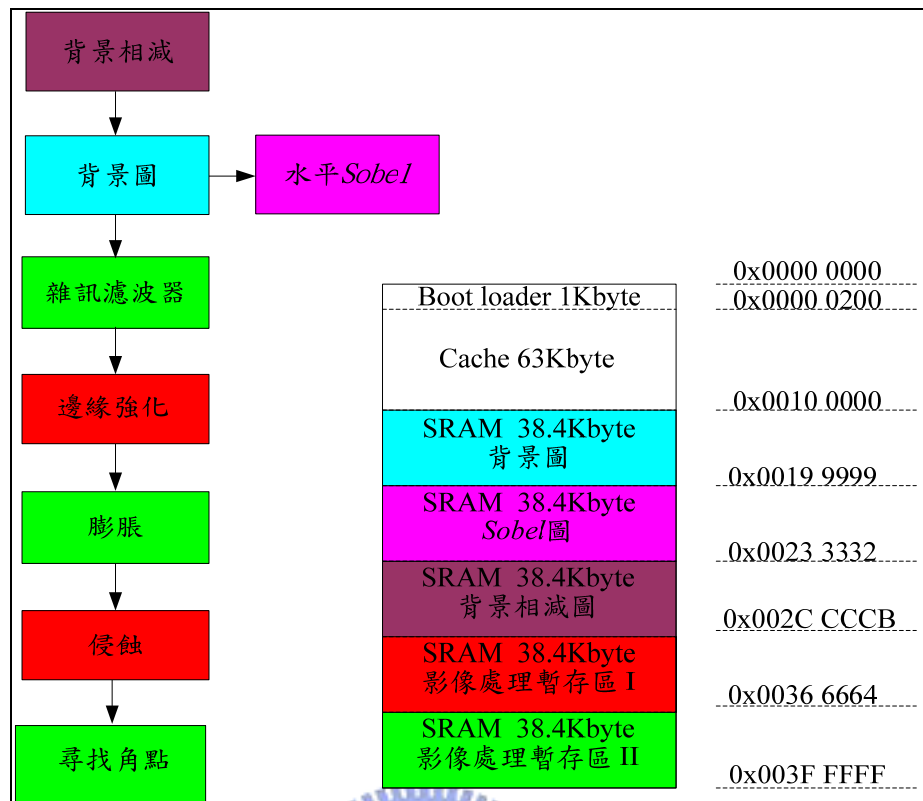 背景相減
背景圖
水平Sobel
雜訊濾波器
邊緣強化
膨脹
侵蝕
尋找角點
Boot loader 1Kbyte
Cache 63Kbyte
SRAM 38.4Kbyte
背景圖
SRAM 38.4Kbyte
Sobel圖
SRAM 38.4Kbyte
背景相減圖
SRAM 38.4Kbyte
影像處理暫存區 I
SRAM 38.4Kbyte
影像處理暫存區 II
0x0000 0000
0x0000 0200
0x0010 0000
0x0019 9999
0x0023 3332
0x002C CCCB
0x0036 6664
0x003F FFFF